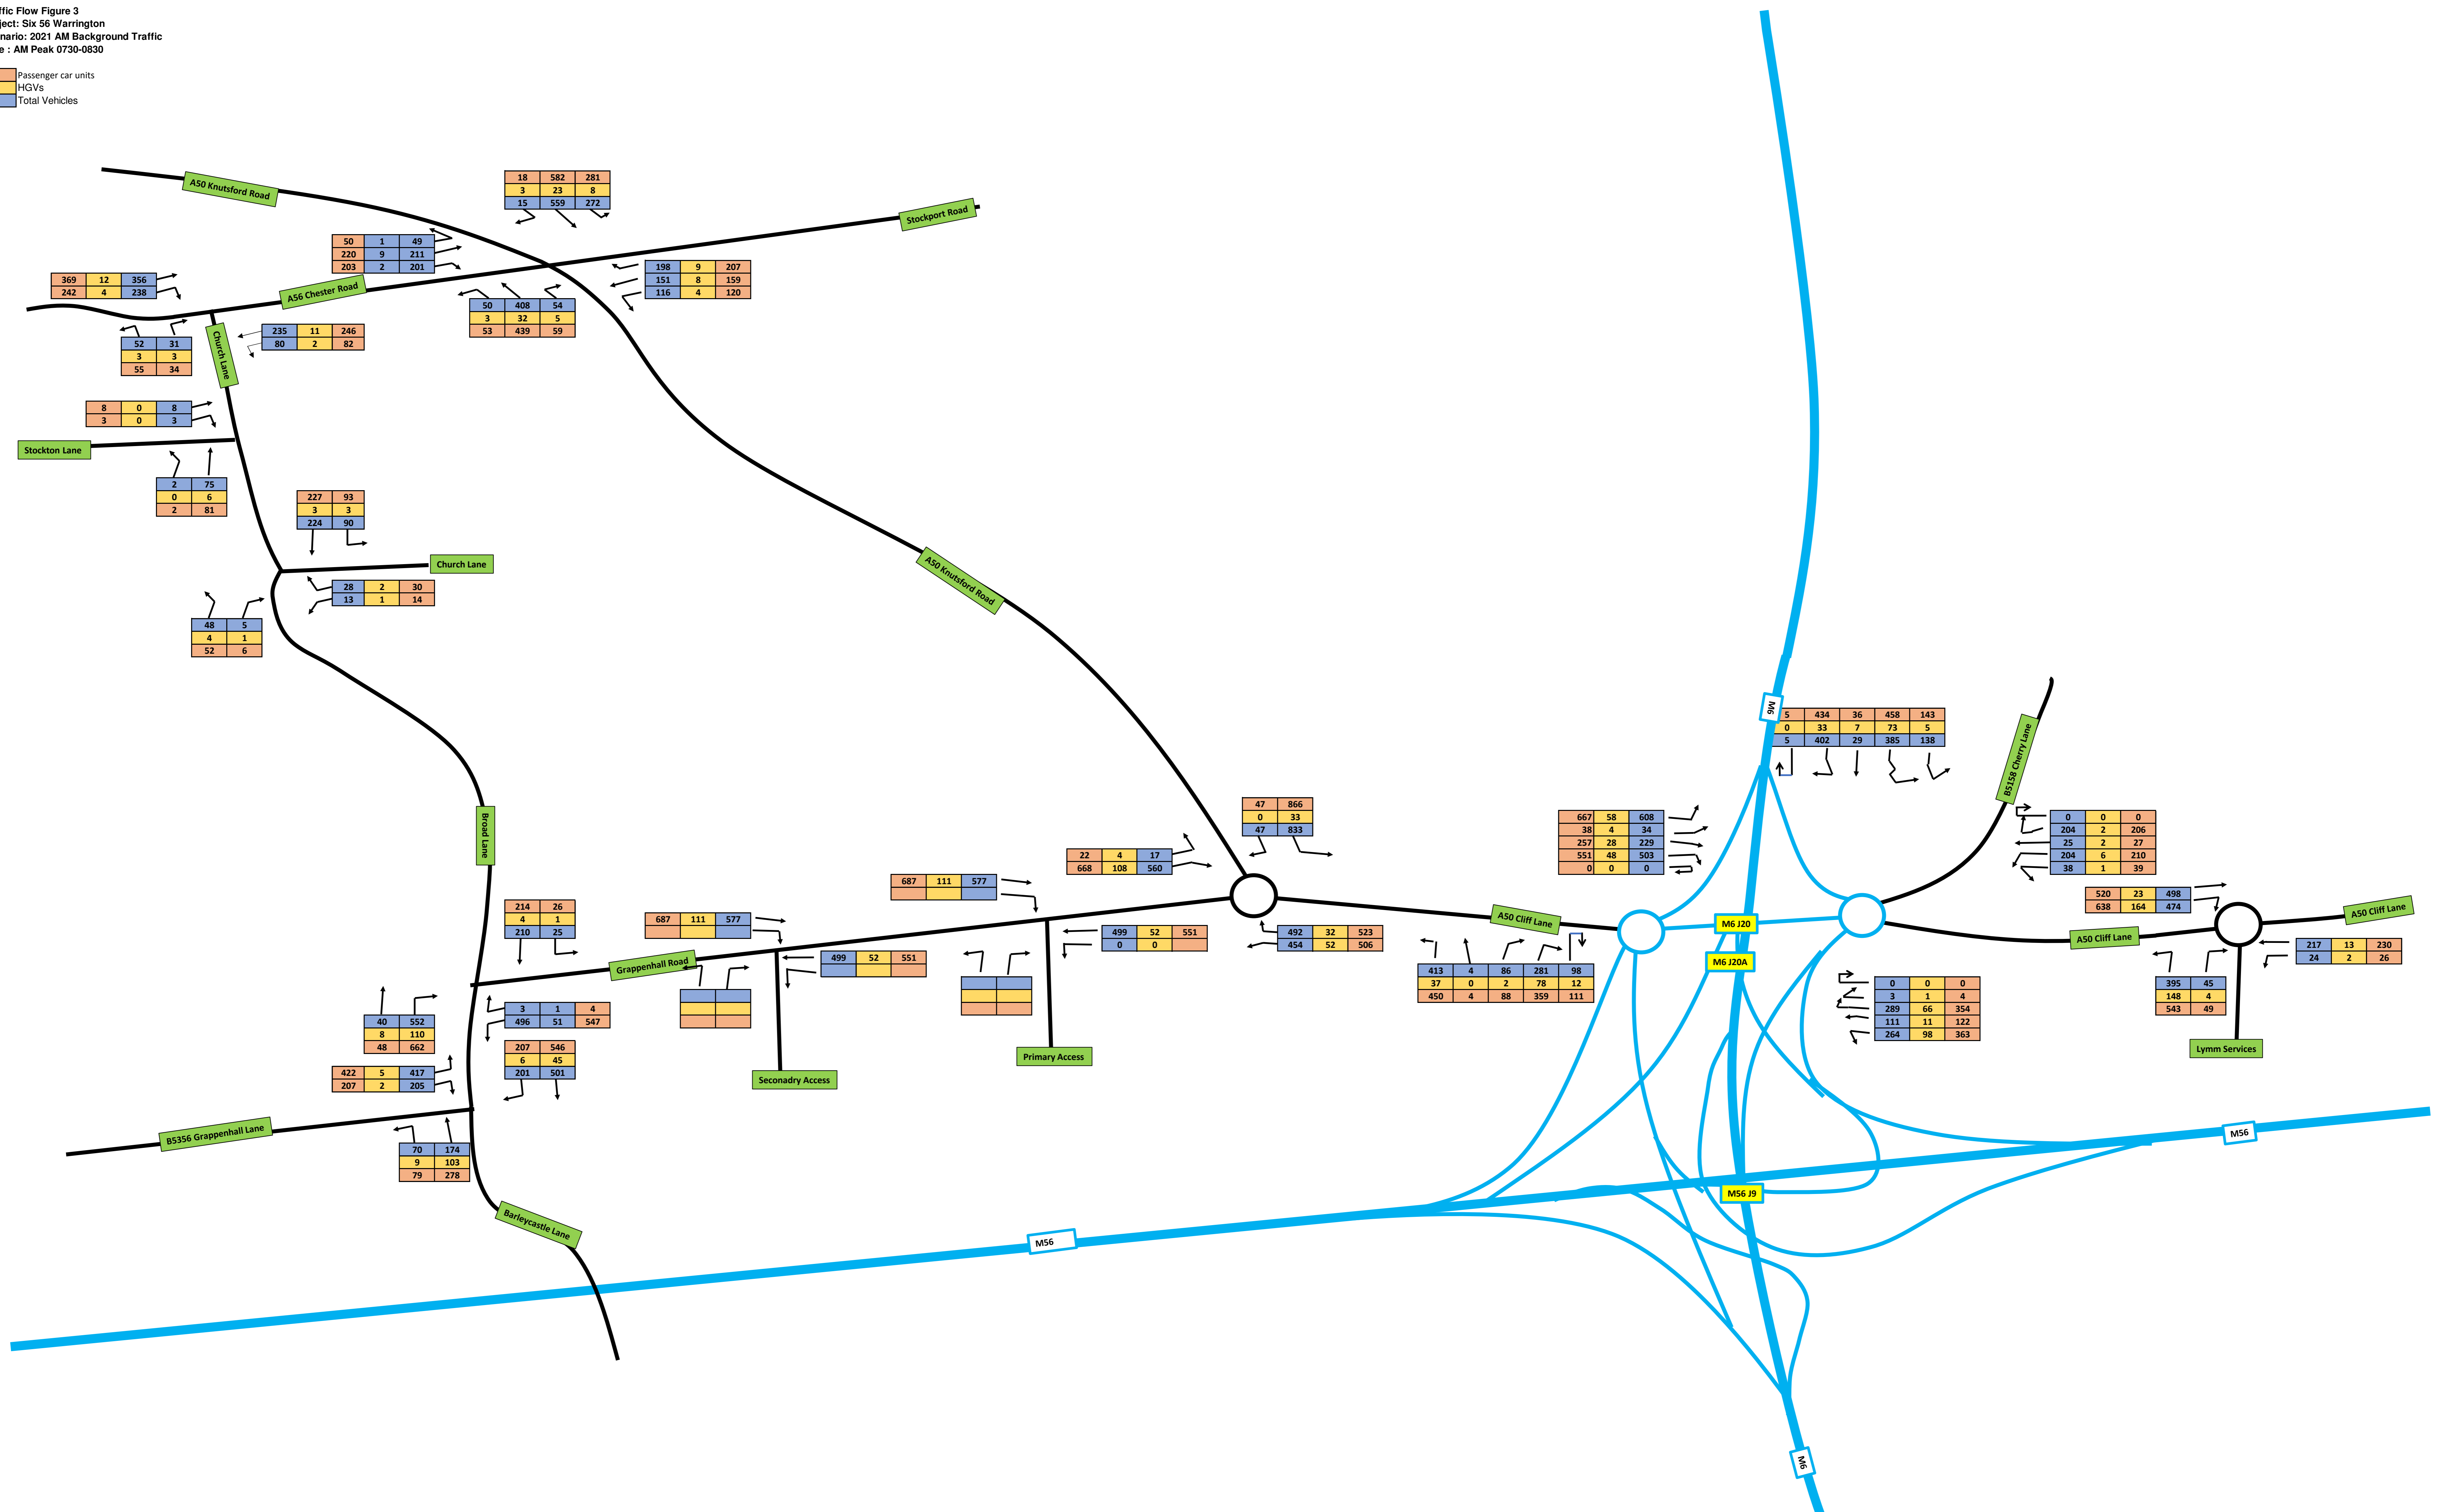 ffic Flow Figure 3
ject: Six 56 Warrington
nario: 2021 AM Background Traffic
e : AM Peak 0730-0830
Passenger car units
HGVs
Total Vehicles
A50 Knutsford Road
18 582 281
3 23 8
15 559 272
Stockport Road
50 1 49
220 9 211
203 2 201
198 9 207
151 8 159
116 4 120
369 12 356
242 4 238
A56 Chester Road
50 408 54
3 32 5
53 439 59
Church Lane
235 11 246
80 2 82
52 31
3 3
55 34
8 0 8
3 0 3
Stockton Lane
2 75
0 6
2 81
227 93
3 3
224 90
Church Lane
28 2 30
13 1 14
48 5
4 1
52 6
A50 Knutsford Road
M6
5 434 36 458 143
0 33 7 73 5
5 402 29 385 138
B5158 Cherry Lane
Broad Lane
47 866
0 33
47 833
667 58 608
38 4 34
257 28 229
551 48 503
0 0 0
0 0 0
204 2 206
25 2 27
204 6 210
38 1 39
22 4 17
668 108 560
687 111 577
520 23 498
638 164 474
214 26
4 1
210 25
687 111 577
A50 Cliff Lane
M6 J20
A50 Cliff Lane
A50 Cliff Lane
499 52 551
0 0
492 32 523
454 52 506
217 13 230
24 2 26
Grappenhall Road
499 52 551
M6 J20A
413 4 86 281 98
37 0 2 78 12
450 4 88 359 111
0 0 0
3 1 4
289 66 354
111 11 122
264 98 363
395 45
148 4
543 49
3 1 4
496 51 547
40 552
8 110
48 662
207 546
6 45
201 501
Primary Access
Lymm Services
422 5 417
207 2 205
Seconadry Access
B5356 Grappenhall Lane
70 174
9 103
79 278
M56
M56 J9
Barleycastle Lane
M56
M6